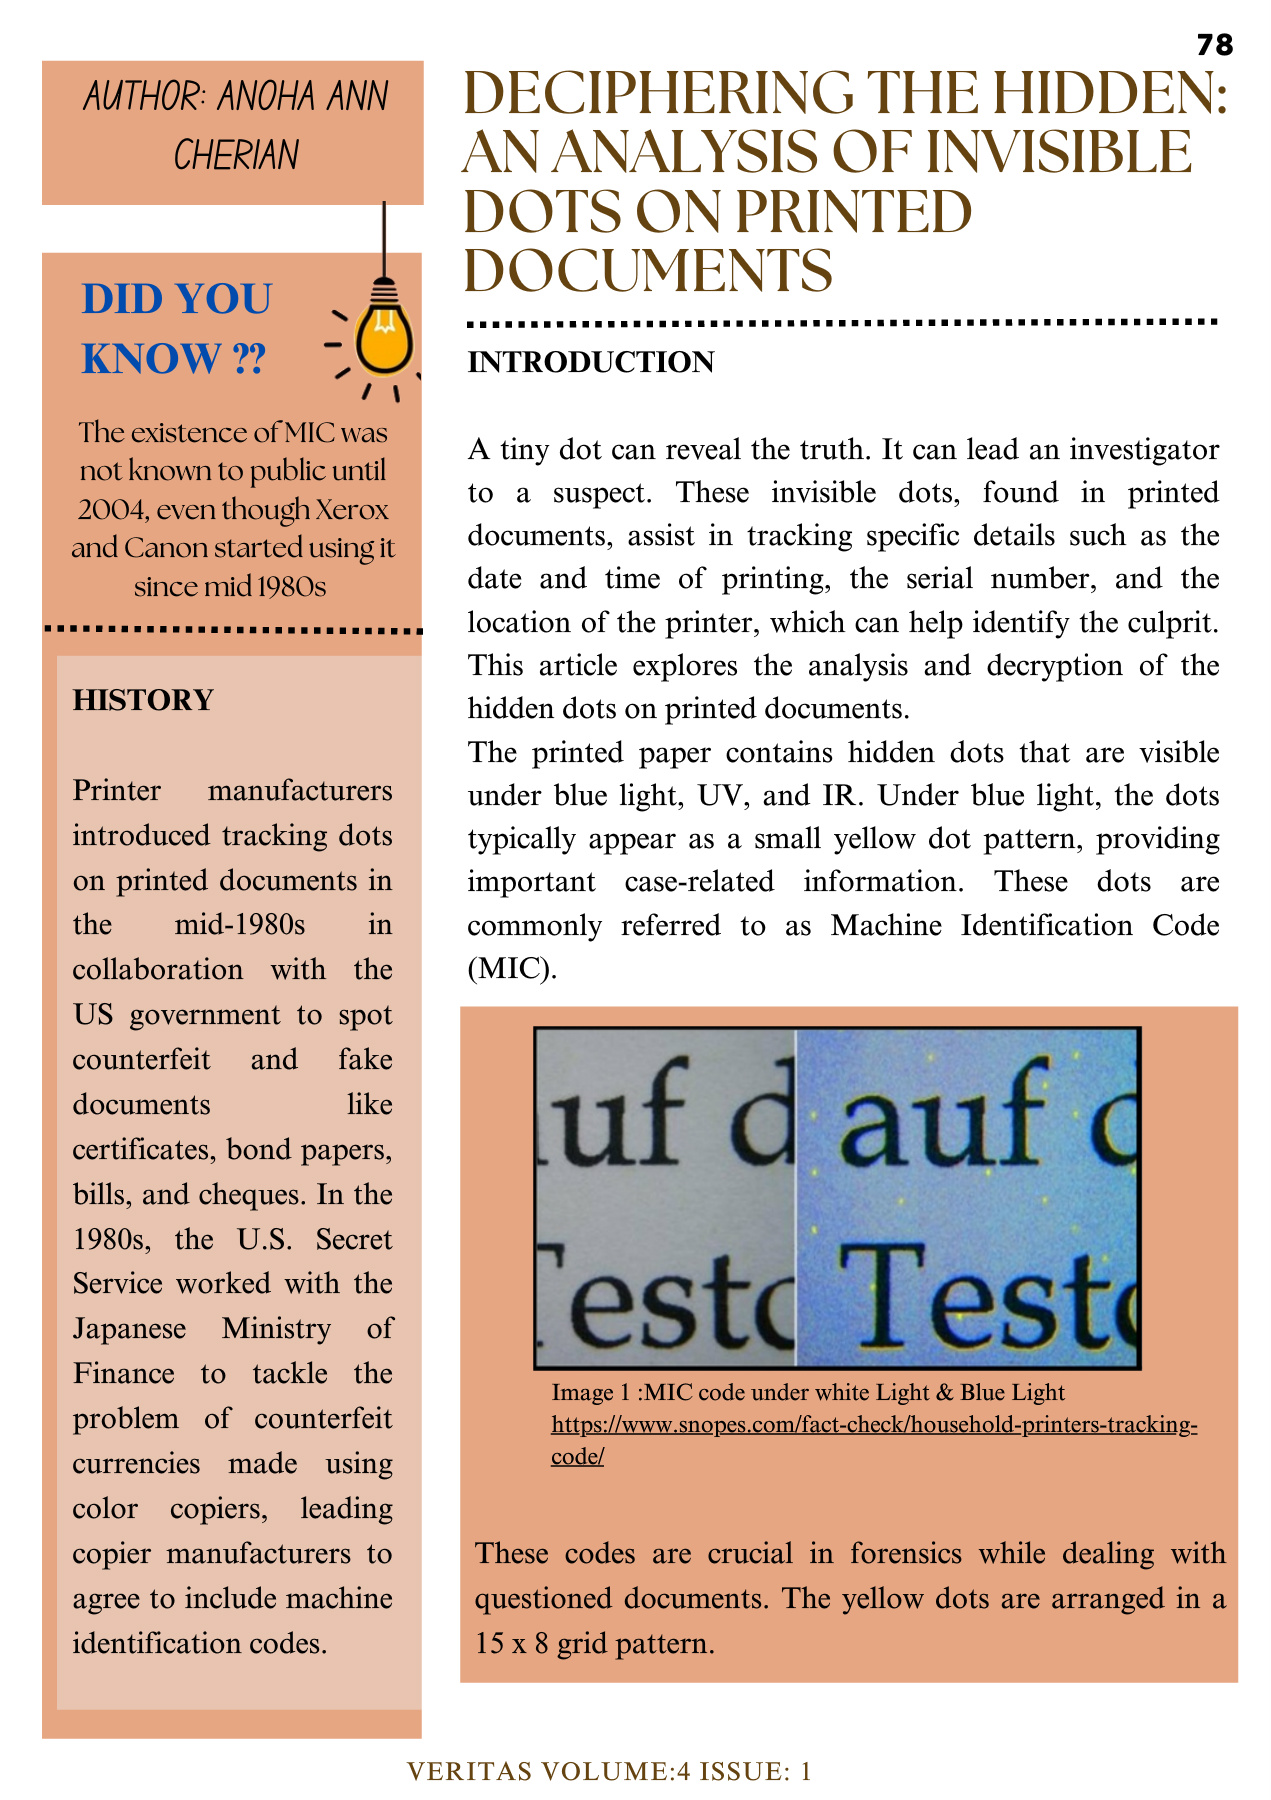 78
AUTHOR: ANOHA ANN
CHERIAN
DECIPHERING THE HIDDEN:
AN ANALYSIS OF INVISIBLE
DOTS ON PRINTED
DOCUMENTS
DID YOU
KNOW ??
The existence of MIC was
not known to public until
2004, even though Xerox
and Canon started using it
since mid 1980s
HISTORY
Printer manufacturers
introduced tracking dots
on printed documents in
the mid-1980s in
collaboration with the
US government to spot
counterfeit and fake
documents like
certificates, bond papers,
bills, and cheques. In the
1980s, the U.S. Secret
Service worked with the
Japanese Ministry of
Finance to tackle the
problem of counterfeit
currencies made using
color copiers, leading
copier manufacturers to
agree to include machine
identification codes.
INTRODUCTION
A tiny dot can reveal the truth. It can lead an investigator
to a suspect. These invisible dots, found in printed
documents, assist in tracking specific details such as the
date and time of printing, the serial number, and the
location of the printer, which can help identify the culprit.
This article explores the analysis and decryption of the
hidden dots on printed documents.
The printed paper contains hidden dots that are visible
under blue light, UV, and IR. Under blue light, the dots
typically appear as a small yellow dot pattern, providing
important case-related information. These dots are
commonly referred to as Machine Identification Code
(MIC).
uf d auf d
Testo Testo
Image 1 :MIC code under white Light & Blue Light
https://www.snopes.com/fact-check/household-printers-tracking-
code/
These codes are crucial in forensics while dealing with
questioned documents. The yellow dots are arranged in a
15 x 8 grid pattern.
VERITAS VOLUME:4 ISSUE: 1